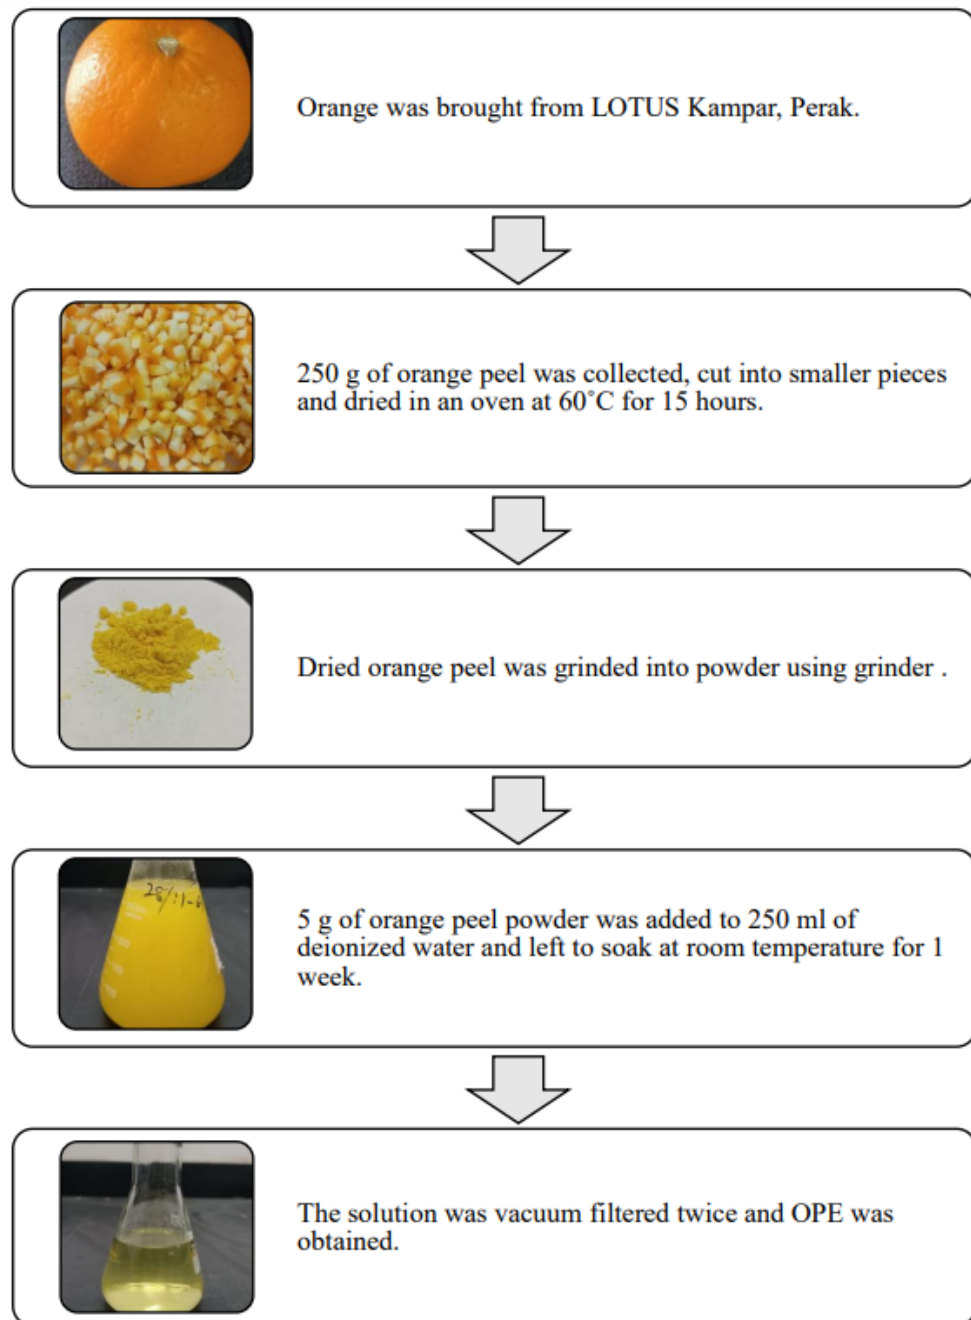 Orange was brought from LOTUS Kampar, Perak.
250 g of orange peel was collected, cut into smaller pieces
and dried in an oven at 60˚C for 15 hours.
Dried orange peel was grinded into powder using grinder .
5 g of orange peel powder was added to 250 ml of
deionized water and left to soak at room temperature for 1
week.
The solution was vacuum filtered twice and OPE was
obtained.